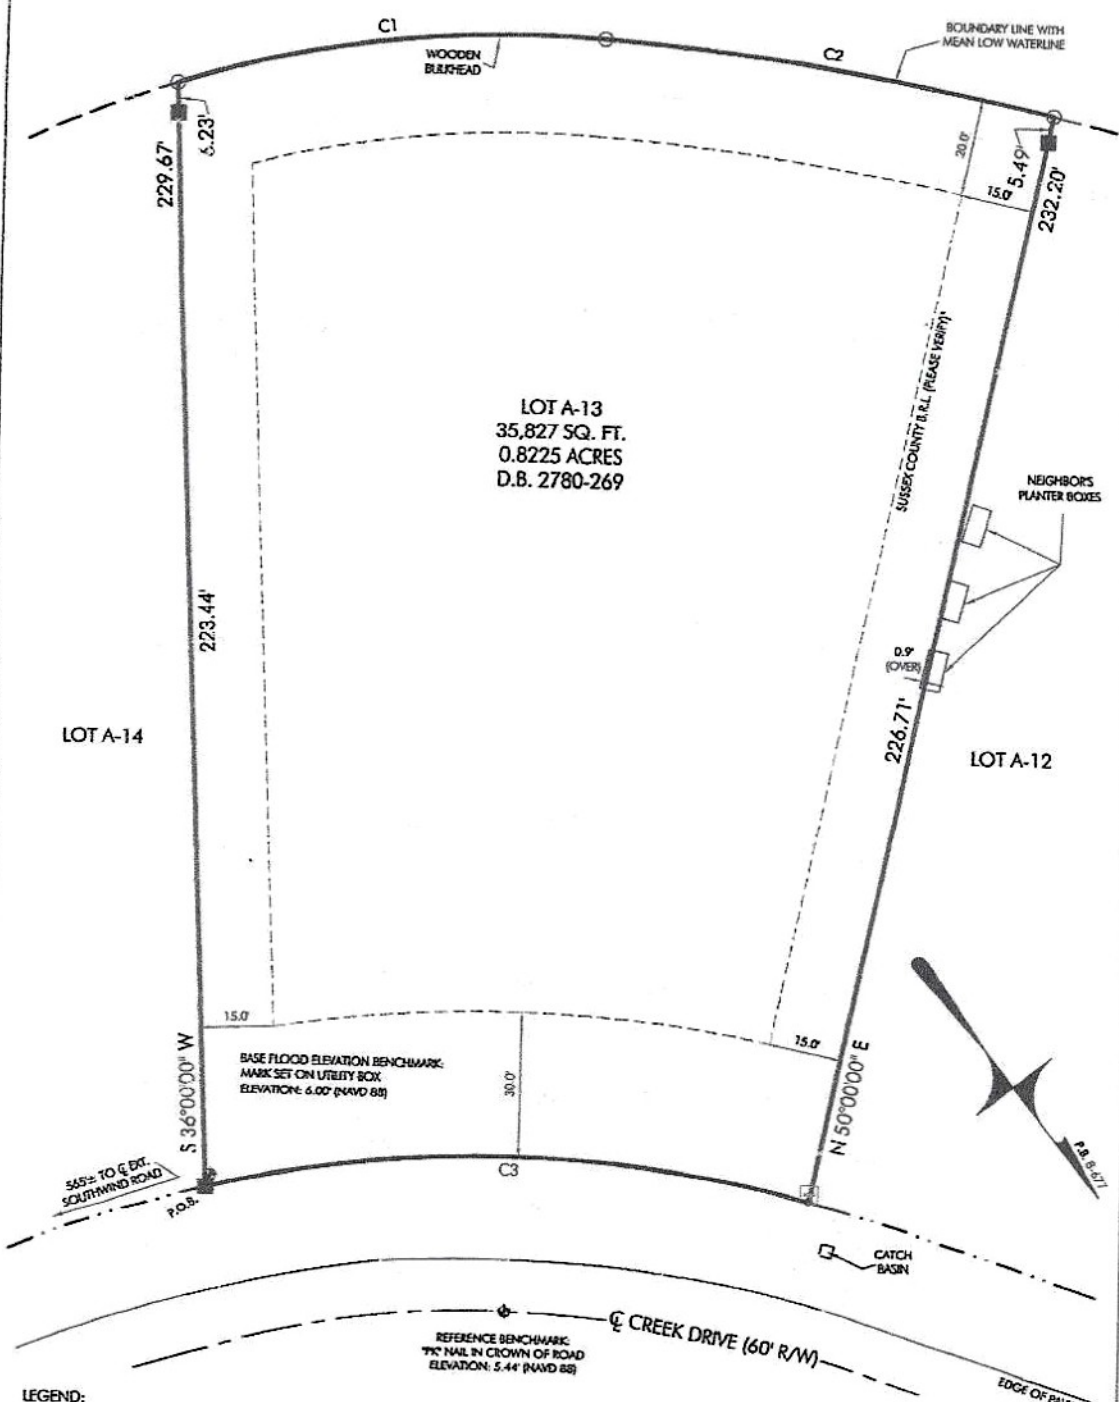 C1
WOODEN
BULKHEAD
C2
BOUNDARY LINE WITH
MEAN LOW WATERLINE
6.23'
229.67'
20.0'
15.0'
5.49'
232.20'
SUSSEX COUNTY B.R.L. (PLEASE VERIFY)*
LOT A-13
35,827 SQ. FT.
0.8225 ACRES
D.B. 2780-269
NEIGHBOR'S
PLANTER BOXES
223.44'
0.9'
(OVER)
226.71'
LOT A-14
LOT A-12
15.0'
15.0'
30.0'
BASE FLOOD ELEVATION BENCHMARK:
MARK SET ON UTILITY BOX
ELEVATION: 6.00' (NAVD 88)
S 36°00'00" W
N 50°00'00" E
P.B. 8-677
565'± TO ℄ EXT.
SOUTHWIND ROAD
P.O.B.
C3
CATCH
BASIN
℄ CREEK DRIVE (60' R/W)
REFERENCE BENCHMARK:
"PK" NAIL IN CROWN OF ROAD
ELEVATION: 5.44' (NAVD 88)
EDGE OF
LEGEND: